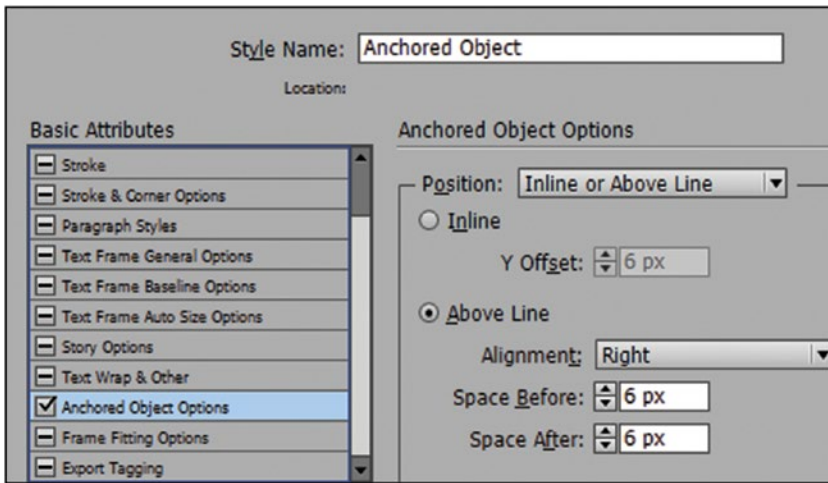 Style Name: Anchored Object
Location:
Basic Attributes
Stroke
Stroke & Corner Options
Paragraph Styles
Text Frame General Options
Text Frame Baseline Options
Text Frame Auto Size Options
Story Options
Text Wrap & Other
Anchored Object Options
Frame Fitting Options
Export Tagging
Anchored Object Options
Position: Inline or Above Line
Inline
Y Offset: 6 px
Above Line
Alignment: Right
Space Before: 6 px
Space After: 6 px